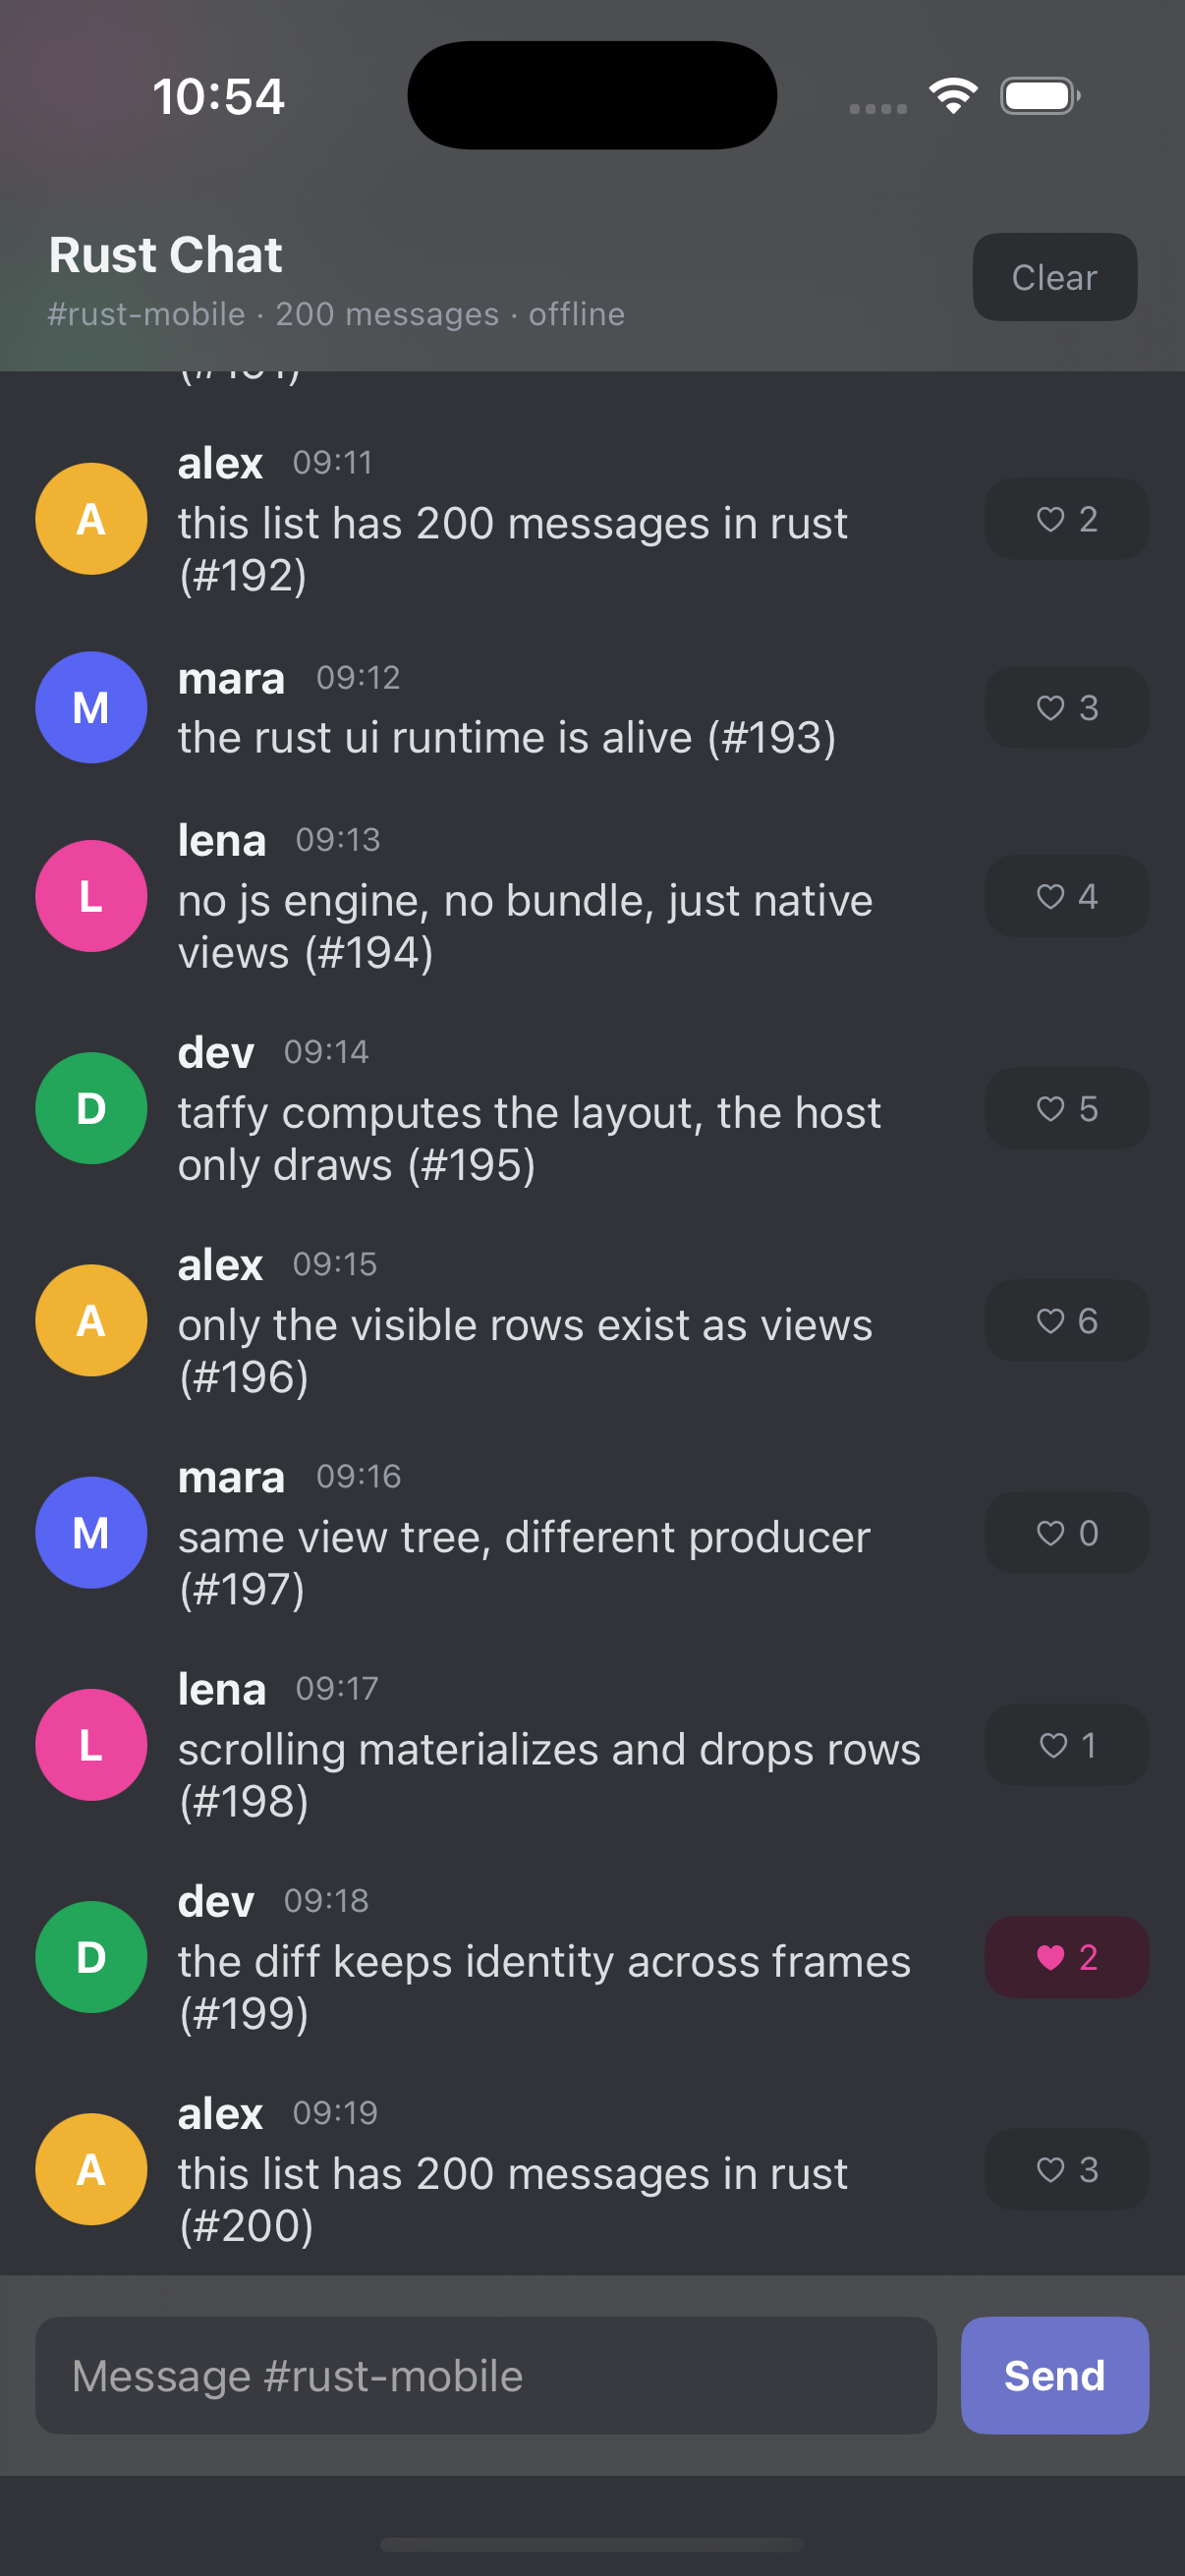 10:54
Rust Chat
#rust-mobile · 200 messages · offline
Clear
A
alex 09:11
this list has 200 messages in rust
(#192)
♡ 2
M
mara 09:12
the rust ui runtime is alive (#193)
♡ 3
L
lena 09:13
no js engine, no bundle, just native
views (#194)
♡ 4
D
dev 09:14
taffy computes the layout, the host
only draws (#195)
♡ 5
A
alex 09:15
only the visible rows exist as views
(#196)
♡ 6
M
mara 09:16
same view tree, different producer
(#197)
♡ 0
L
lena 09:17
scrolling materializes and drops rows
(#198)
♡ 1
D
dev 09:18
the diff keeps identity across frames
(#199)
♥ 2
A
alex 09:19
this list has 200 messages in rust
(#200)
♡ 3
Message #rust-mobile
Send